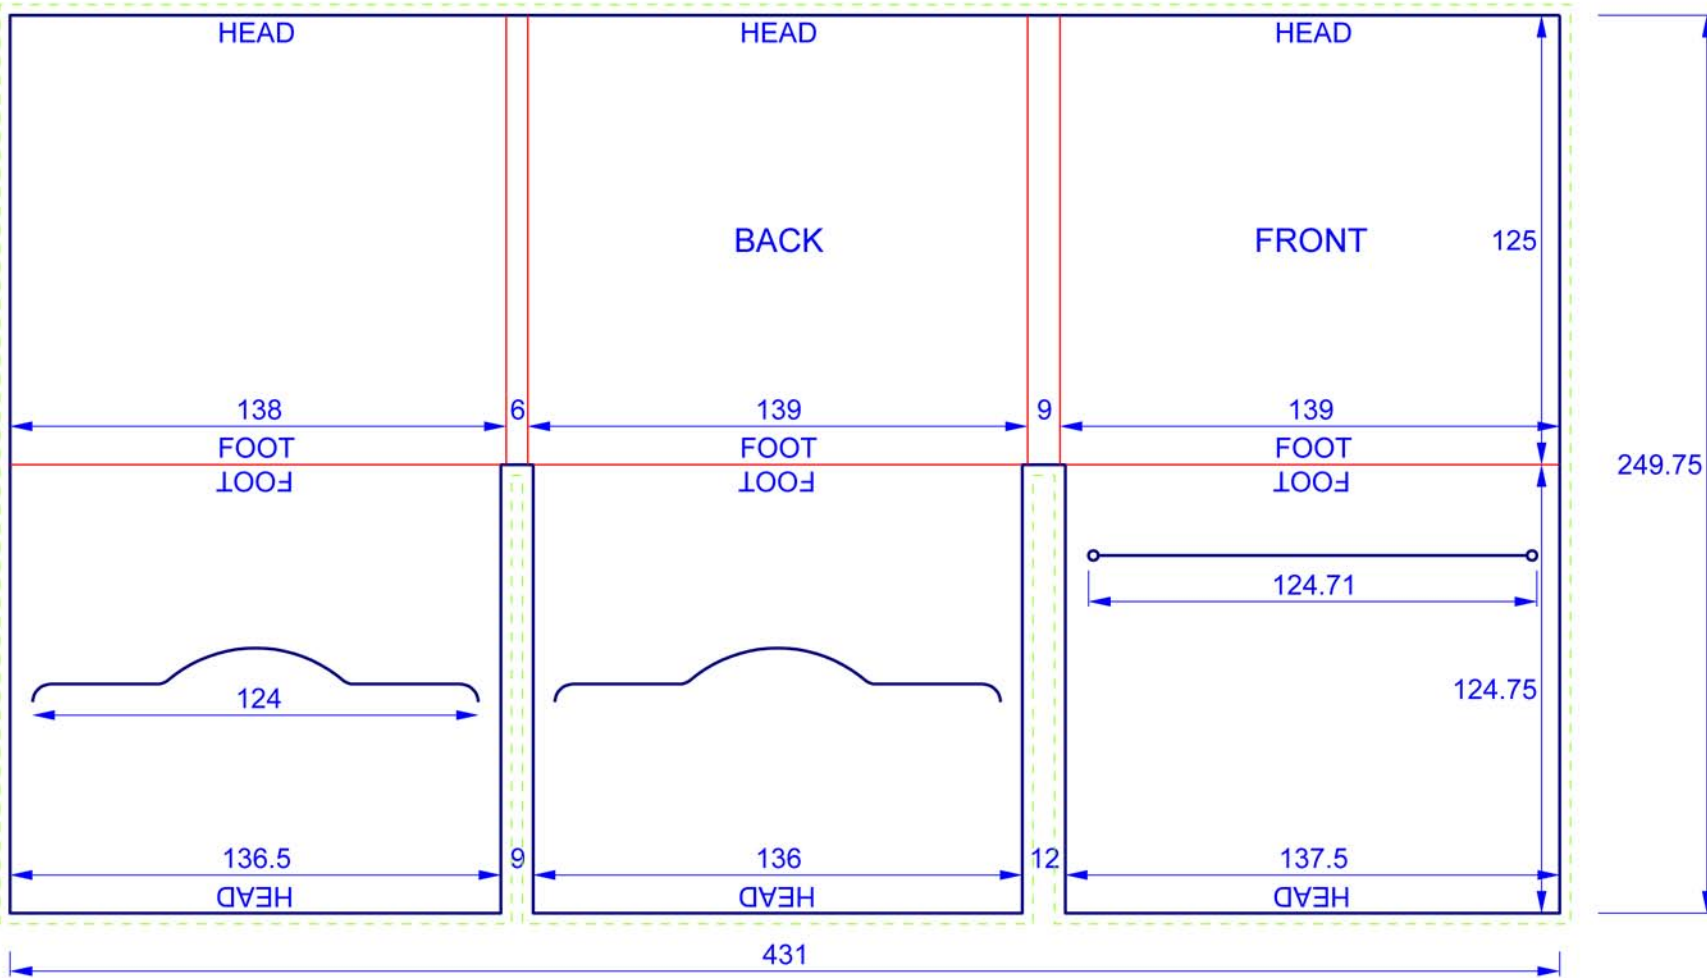 HEAD HEAD HEAD
BACK FRONT 125
138 6 139 9 139
FOOT FOOT FOOT
249.75
FOOT FOOT FOOT
124.71
124 124.75
136.5 9 136 12 137.5
HEAD HEAD HEAD
431